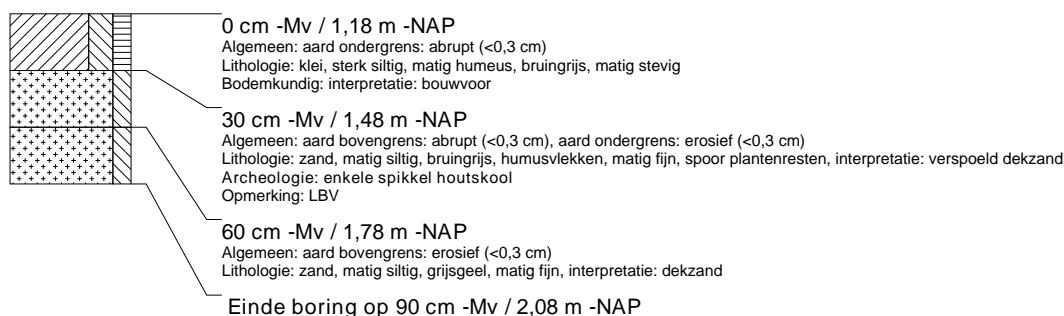 0 cm -Mv / 1,18 m -NAP
Algemeen: aard ondergrens: abrupt (<0,3 cm)
Lithologie: klei, sterk siltig, matig humeus, bruingrijs, matig stevig
Bodemkundig: interpretatie: bouwvoor
30 cm -Mv / 1,48 m -NAP
Algemeen: aard bovengrens: abrupt (<0,3 cm), aard ondergrens: erosief (<0,3 cm)
Lithologie: zand, matig siltig, bruingrijs, humusvlekken, matig fijn, spoor plantenresten, interpretatie: verspoeld dekzand
Archeologie: enkele spikkel houtskool
Opmerking: LBV
60 cm -Mv / 1,78 m -NAP
Algemeen: aard bovengrens: erosief (<0,3 cm)
Lithologie: zand, matig siltig, grijsgeel, matig fijn, interpretatie: dekzand
Einde boring op 90 cm -Mv / 2,08 m -NAP